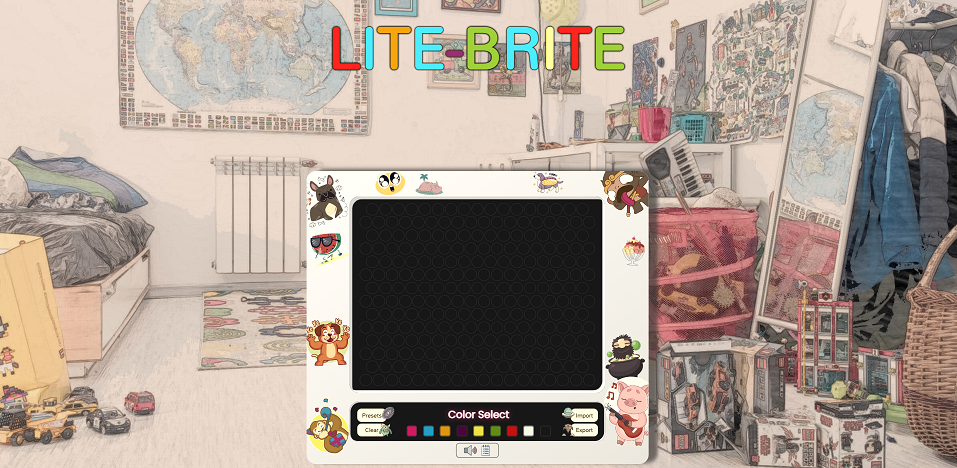 LITE-BRITE
Presets
Color Select
Import
Clear
Export